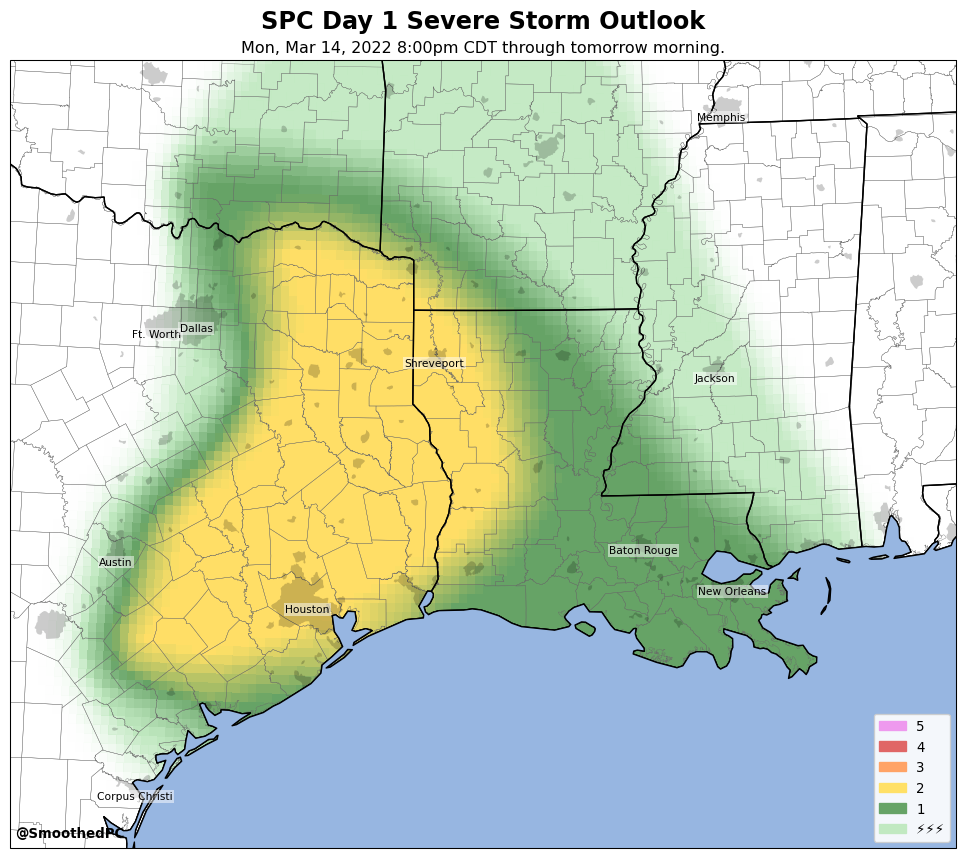 SPC Day 1 Severe Storm Outlook
Mon, Mar 14, 2022 8:00pm CDT through tomorrow morning.
Memphis
Ft. Worth
Dallas
Shreveport
Jackson
Austin
Baton Rouge
New Orleans
Houston
Corpus Christi
5
4
3
2
1
⚡⚡⚡
@SmoothedPC